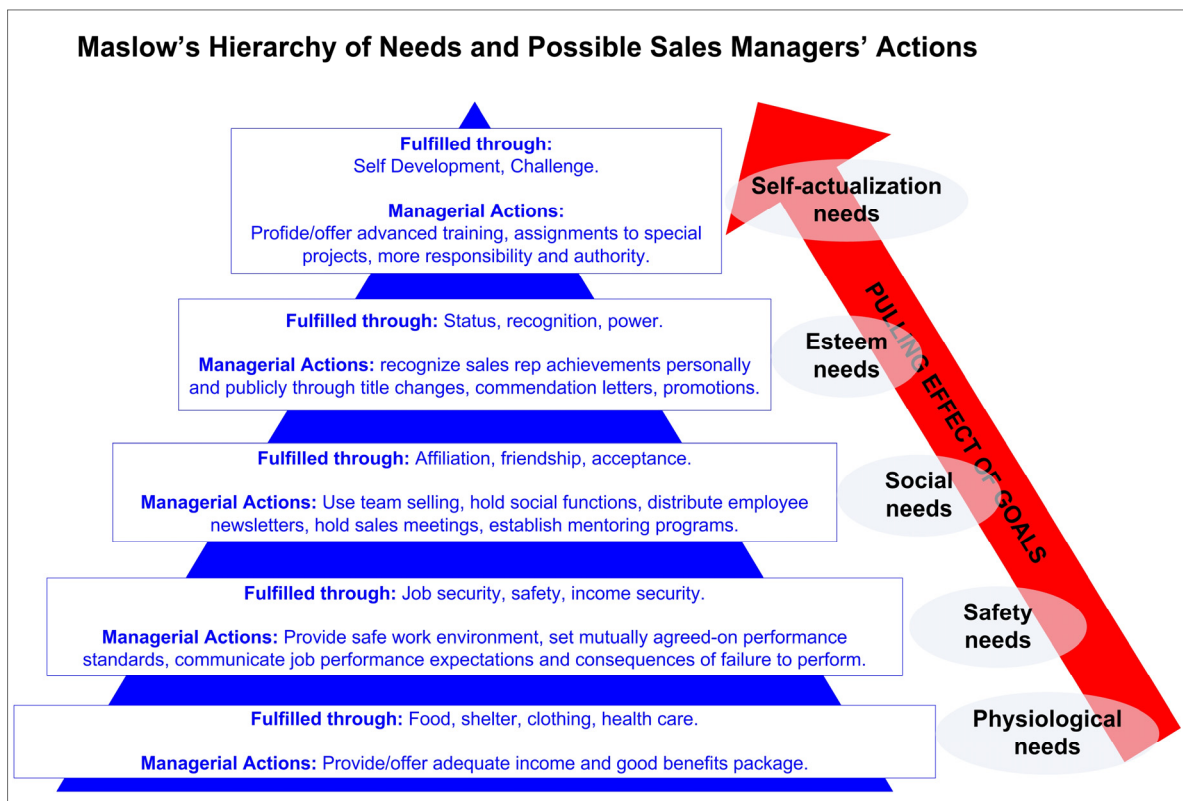 Maslow’s Hierarchy of Needs and Possible Sales Managers’ Actions
Fulfilled through:
Self Development, Challenge.
Managerial Actions:
Profide/offer advanced training, assignments to special
projects, more responsibility and authority.
Self-actualization
needs
Fulfilled through: Status, recognition, power.
Managerial Actions: recognize sales rep achievements personally
and publicly through title changes, commendation letters, promotions.
Esteem
needs
Fulfilled through: Affiliation, friendship, acceptance.
Managerial Actions: Use team selling, hold social functions, distribute employee
newsletters, hold sales meetings, establish mentoring programs.
Social
needs
Fulfilled through: Job security, safety, income security.
Managerial Actions: Provide safe work environment, set mutually agreed-on performance
standards, communicate job performance expectations and consequences of failure to perform.
Safety
needs
Fulfilled through: Food, shelter, clothing, health care.
Managerial Actions: Provide/offer adequate income and good benefits package.
Physiological
needs
PULLING EFFECT OF GOALS